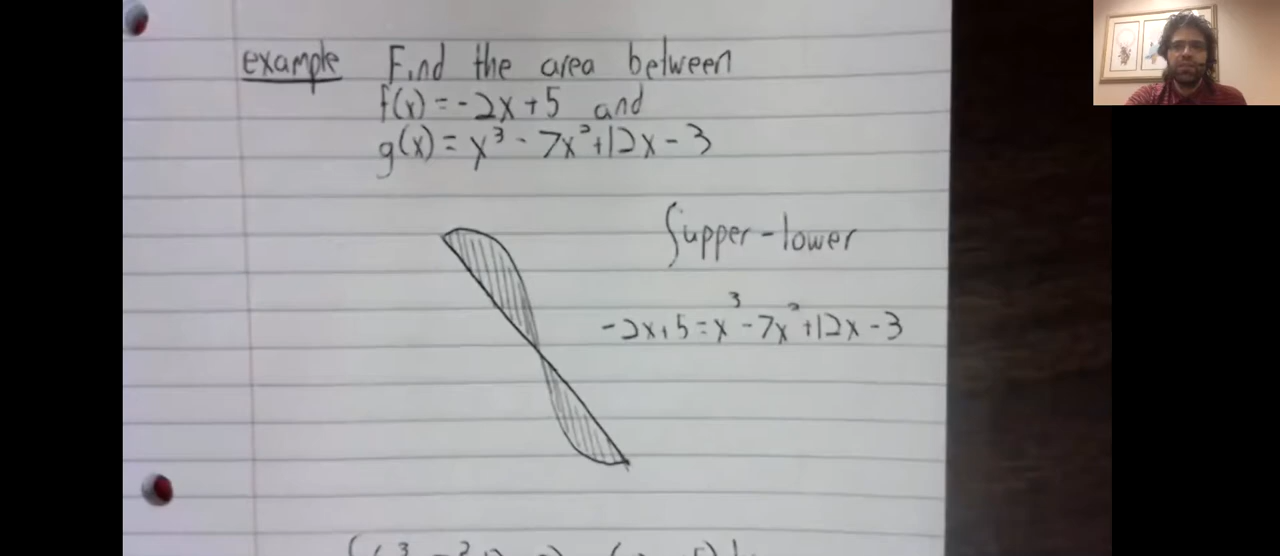 example Find the area between
f(x) = -2x+5 and
g(x) = x³ - 7x²+12x - 3
∫upper-lower
-2x+5 = x³-7x²+12x-3